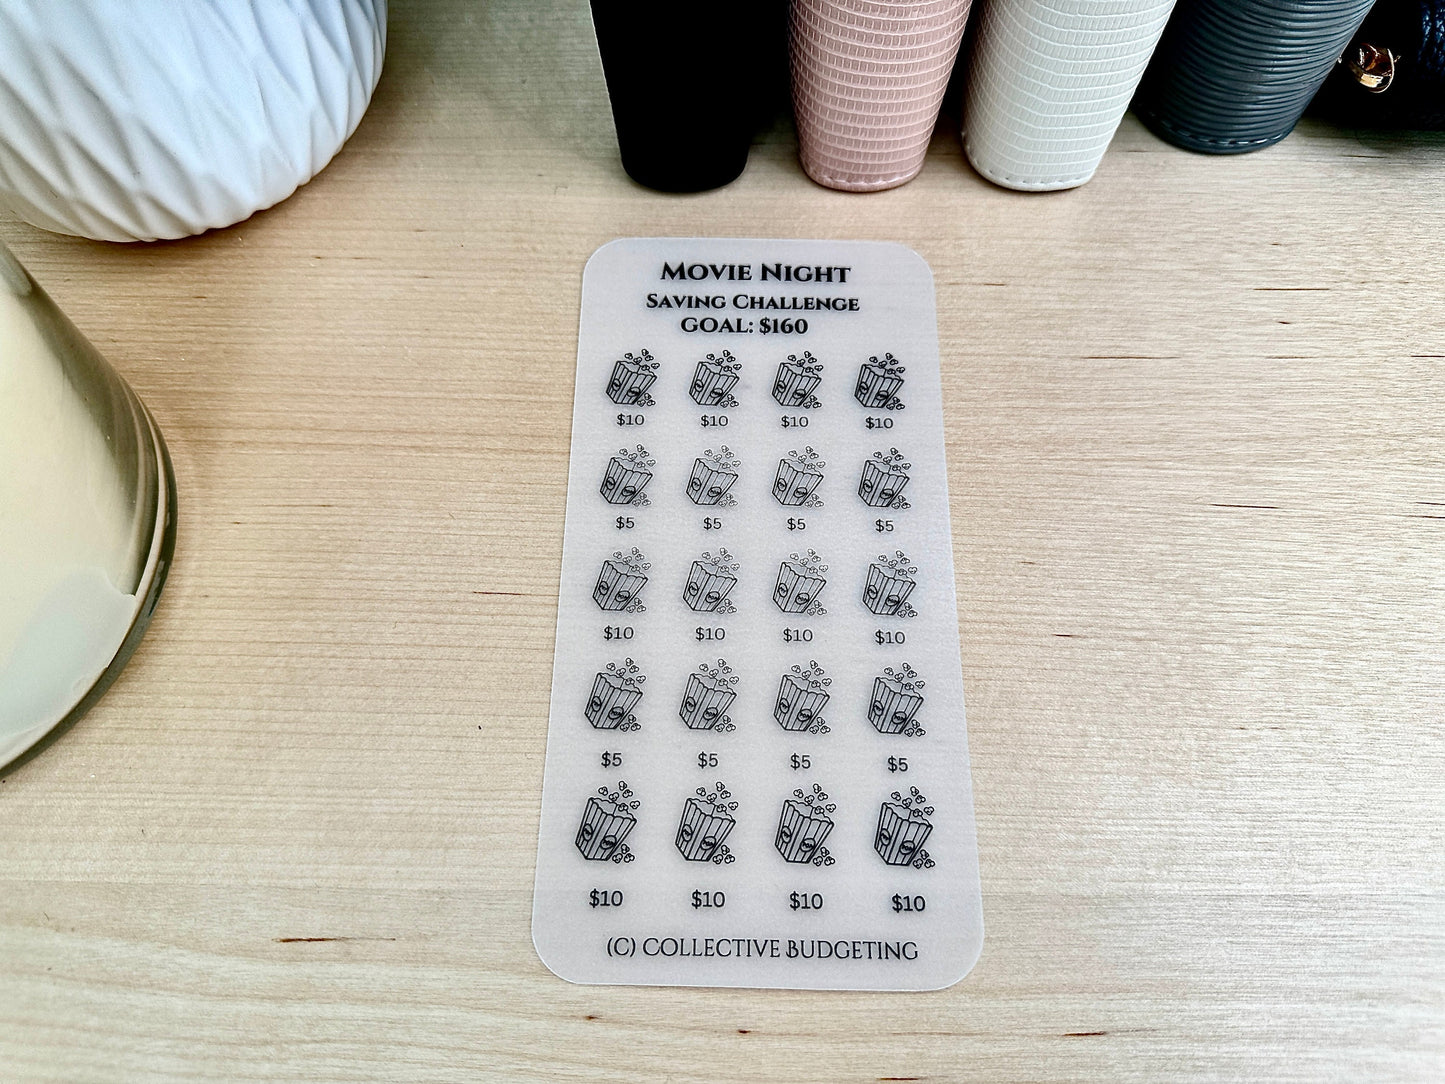 Movie Night
Saving Challenge
GOAL: $160
$10 $10 $10 $10
$5 $5 $5 $5
$10 $10 $10 $10
$5 $5 $5 $5
$10 $10 $10 $10
(C) Collective Budgeting